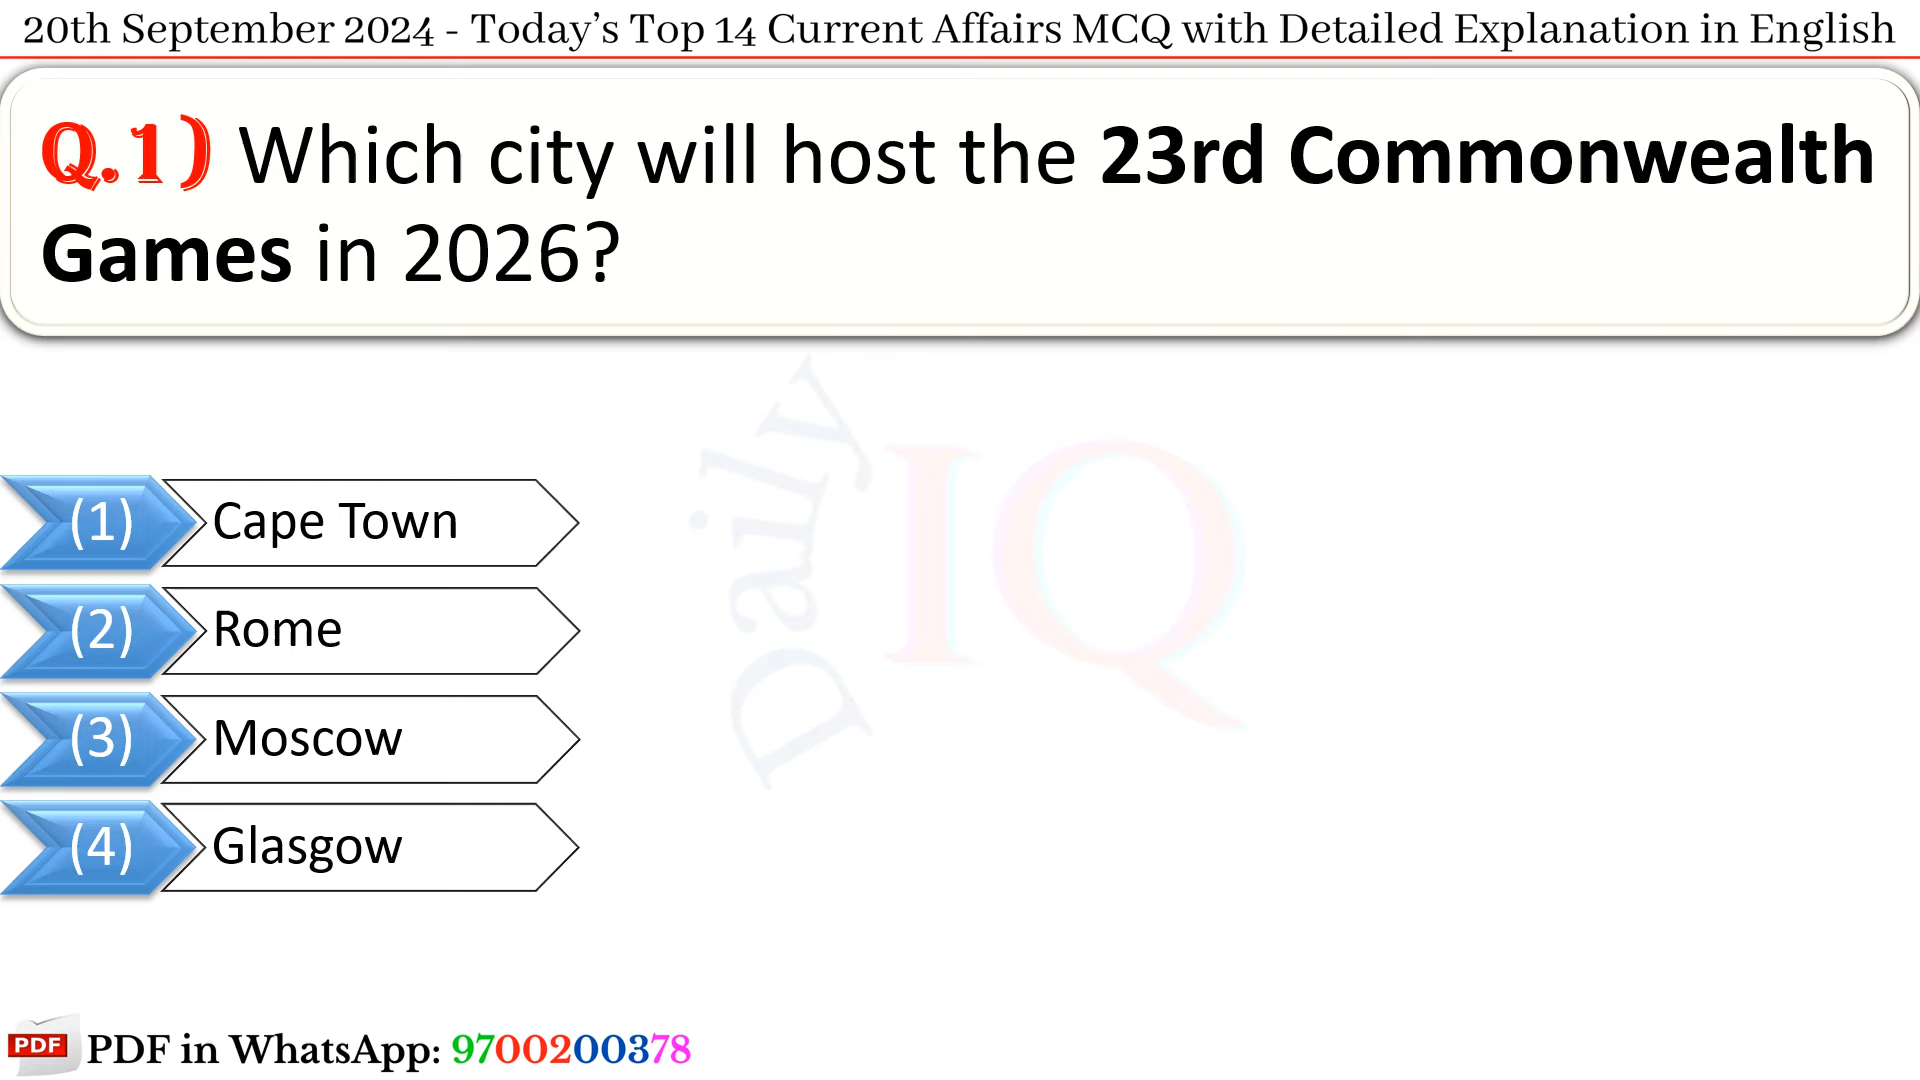 20th September 2024 - Today’s Top 14 Current Affairs MCQ with Detailed Explanation in English
Q.1) Which city will host the 23rd Commonwealth
Games in 2026?
Daily IQ
(1) Cape Town
(2) Rome
(3) Moscow
(4) Glasgow
PDF PDF in WhatsApp: 9700200378